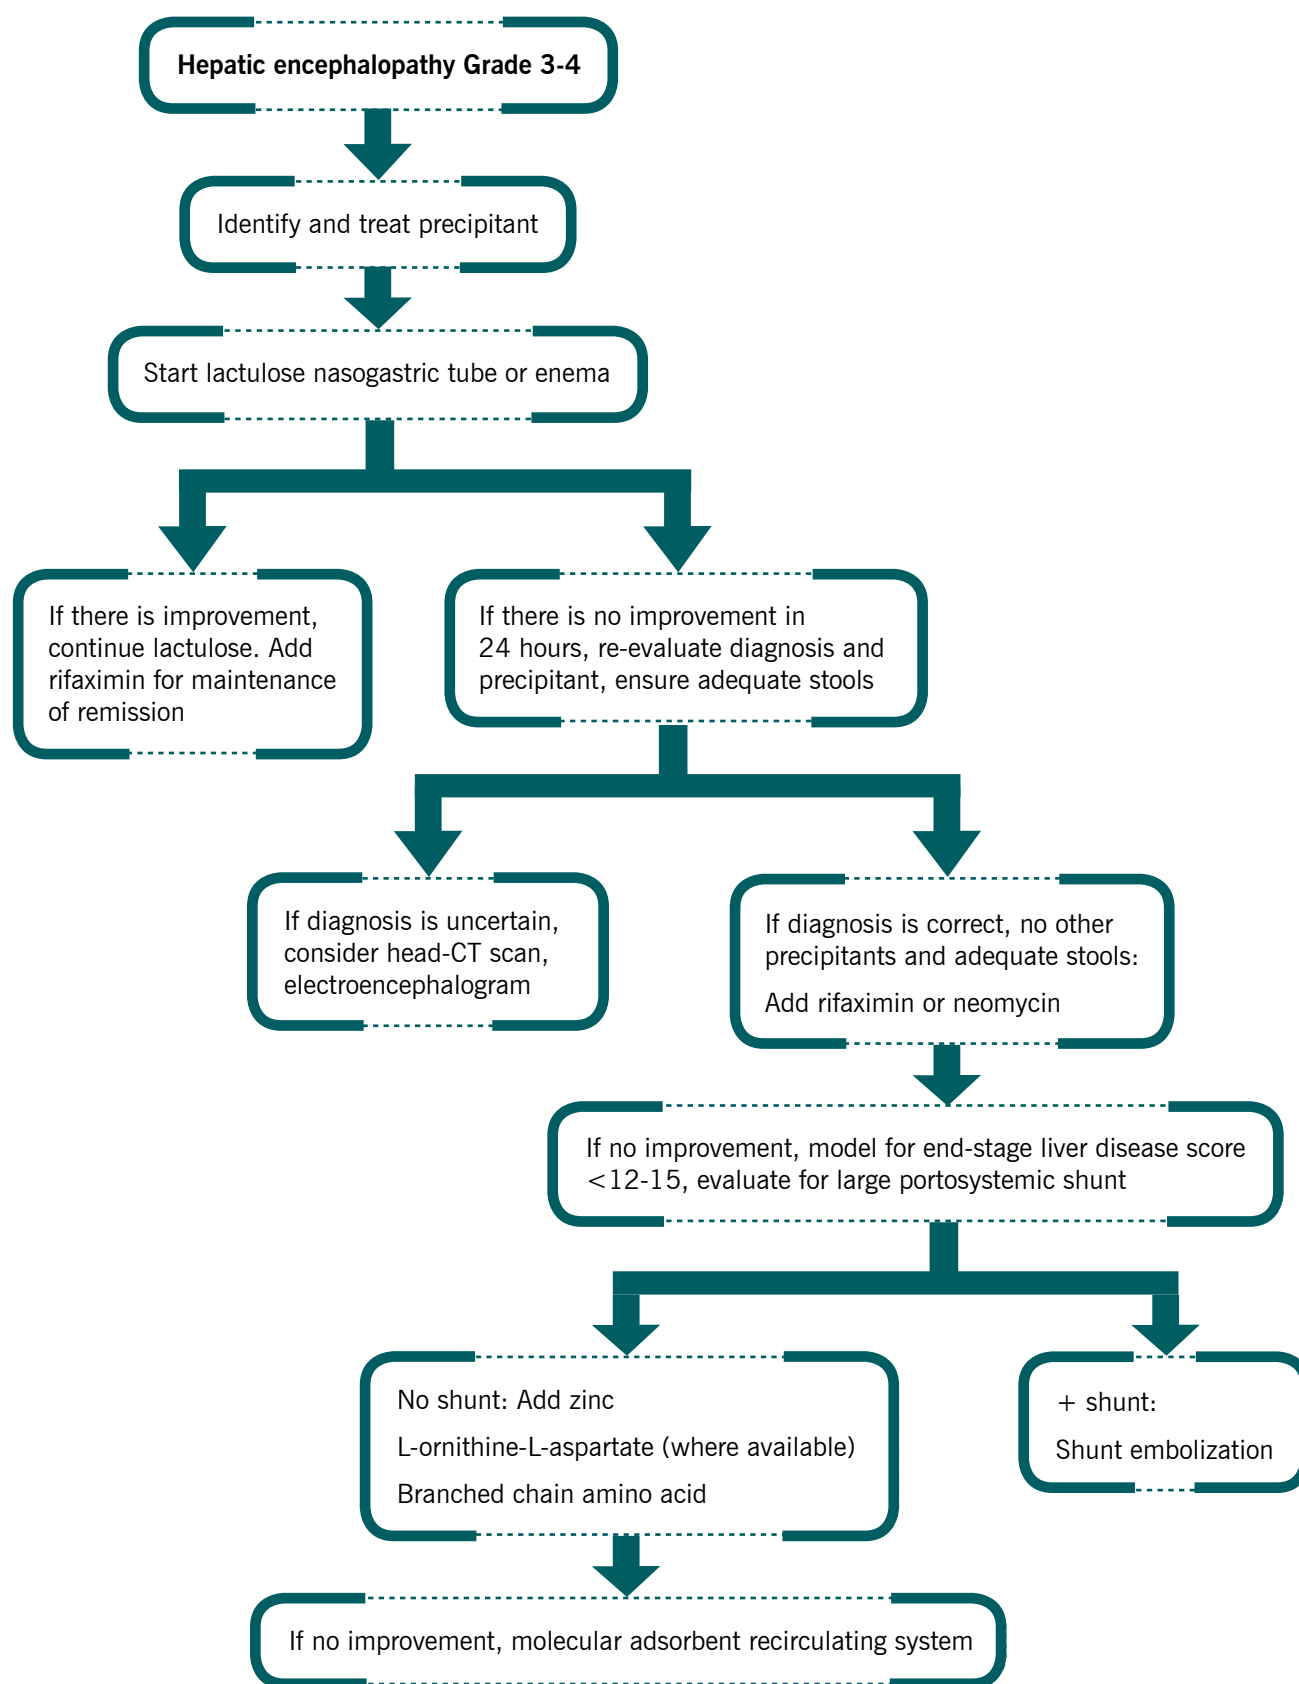 Hepatic encephalopathy Grade 3-4
Identify and treat precipitant
Start lactulose nasogastric tube or enema
If there is improvement,
continue lactulose. Add
rifaximin for maintenance
of remission
If there is no improvement in
24 hours, re-evaluate diagnosis and
precipitant, ensure adequate stools
If diagnosis is uncertain,
consider head-CT scan,
electroencephalogram
If diagnosis is correct, no other
precipitants and adequate stools:
Add rifaximin or neomycin
If no improvement, model for end-stage liver disease score
<12-15, evaluate for large portosystemic shunt
No shunt: Add zinc
L-ornithine-L-aspartate (where available)
Branched chain amino acid
+ shunt:
Shunt embolization
If no improvement, molecular adsorbent recirculating system